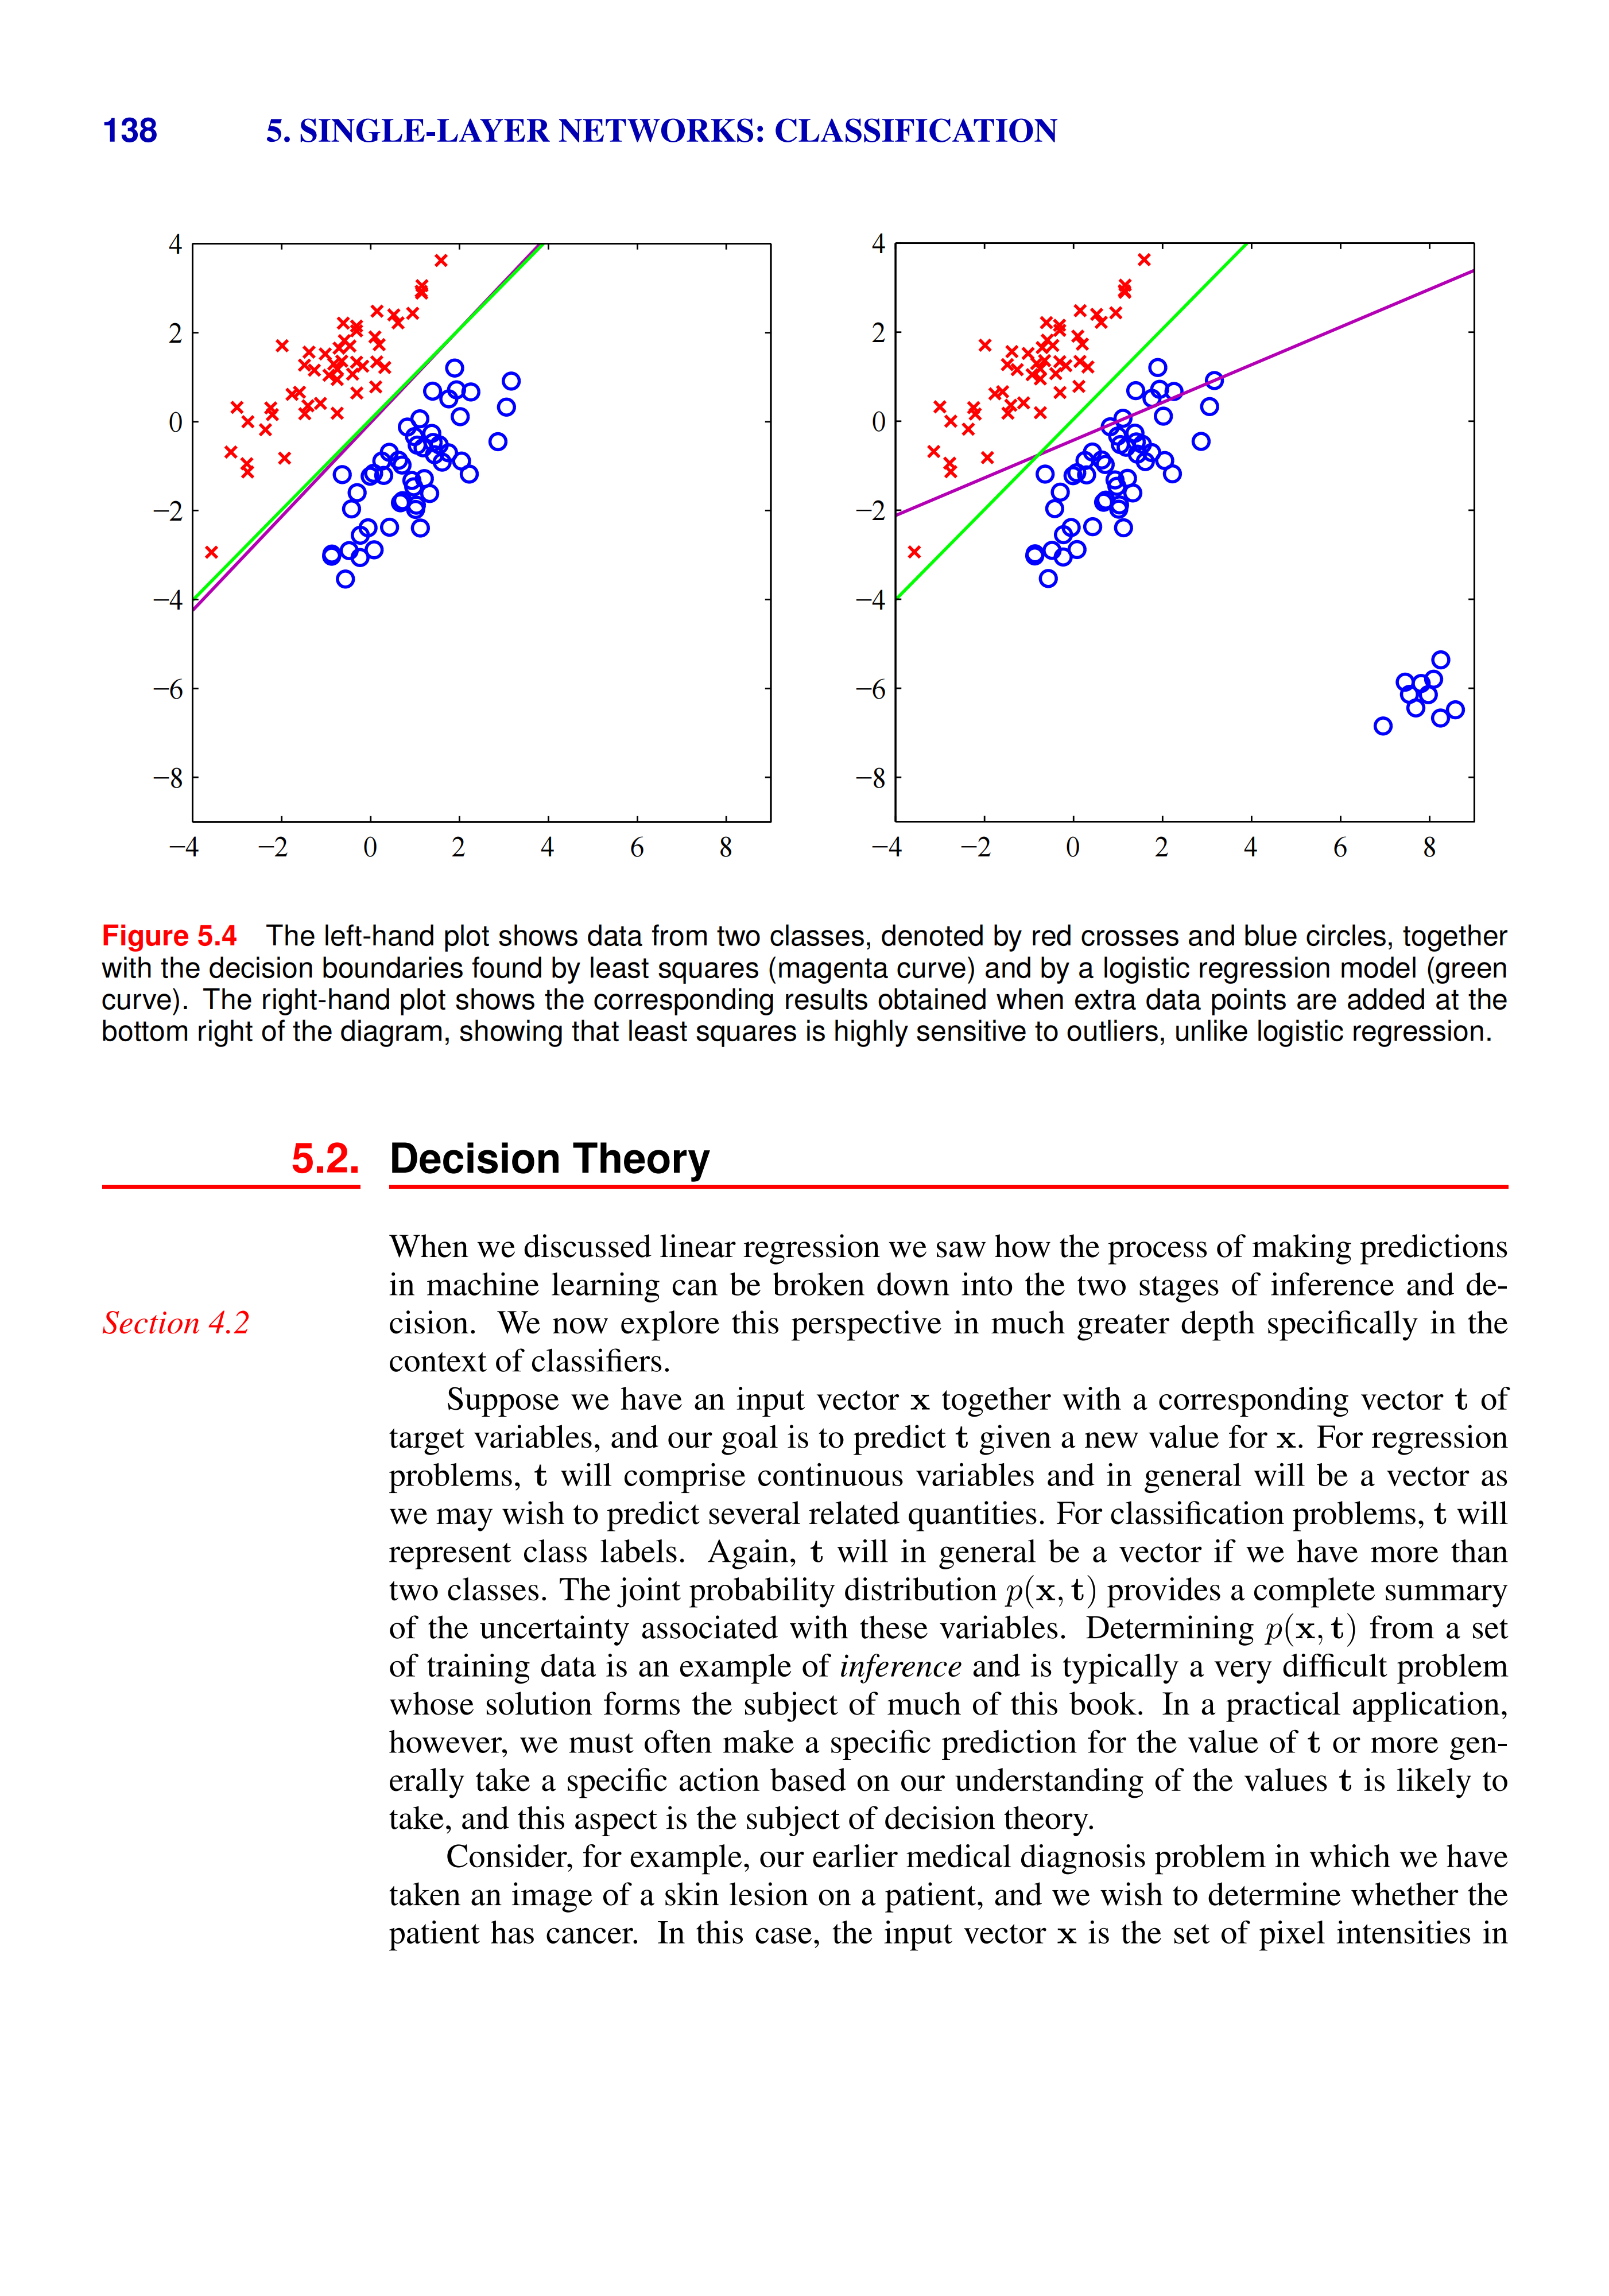 138 5. SINGLE-LAYER NETWORKS: CLASSIFICATION
4
2
0
−2
−4
−6
−8
−4 −2 0 2 4 6 8
4
2
0
−2
−4
−6
−8
−4 −2 0 2 4 6 8
Figure 5.4 The left-hand plot shows data from two classes, denoted by red crosses and blue circles, together
with the decision boundaries found by least squares (magenta curve) and by a logistic regression model (green
curve). The right-hand plot shows the corresponding results obtained when extra data points are added at the
bottom right of the diagram, showing that least squares is highly sensitive to outliers, unlike logistic regression.
5.2. Decision Theory
When we discussed linear regression we saw how the process of making predictions
in machine learning can be broken down into the two stages of inference and de-
Section 4.2 cision. We now explore this perspective in much greater depth specifically in the
context of classifiers.
Suppose we have an input vector x together with a corresponding vector t of
target variables, and our goal is to predict t given a new value for x. For regression
problems, t will comprise continuous variables and in general will be a vector as
we may wish to predict several related quantities. For classification problems, t will
represent class labels. Again, t will in general be a vector if we have more than
two classes. The joint probability distribution p(x, t) provides a complete summary
of the uncertainty associated with these variables. Determining p(x, t) from a set
of training data is an example of inference and is typically a very difficult problem
whose solution forms the subject of much of this book. In a practical application,
however, we must often make a specific prediction for the value of t or more gen-
erally take a specific action based on our understanding of the values t is likely to
take, and this aspect is the subject of decision theory.
Consider, for example, our earlier medical diagnosis problem in which we have
taken an image of a skin lesion on a patient, and we wish to determine whether the
patient has cancer. In this case, the input vector x is the set of pixel intensities in